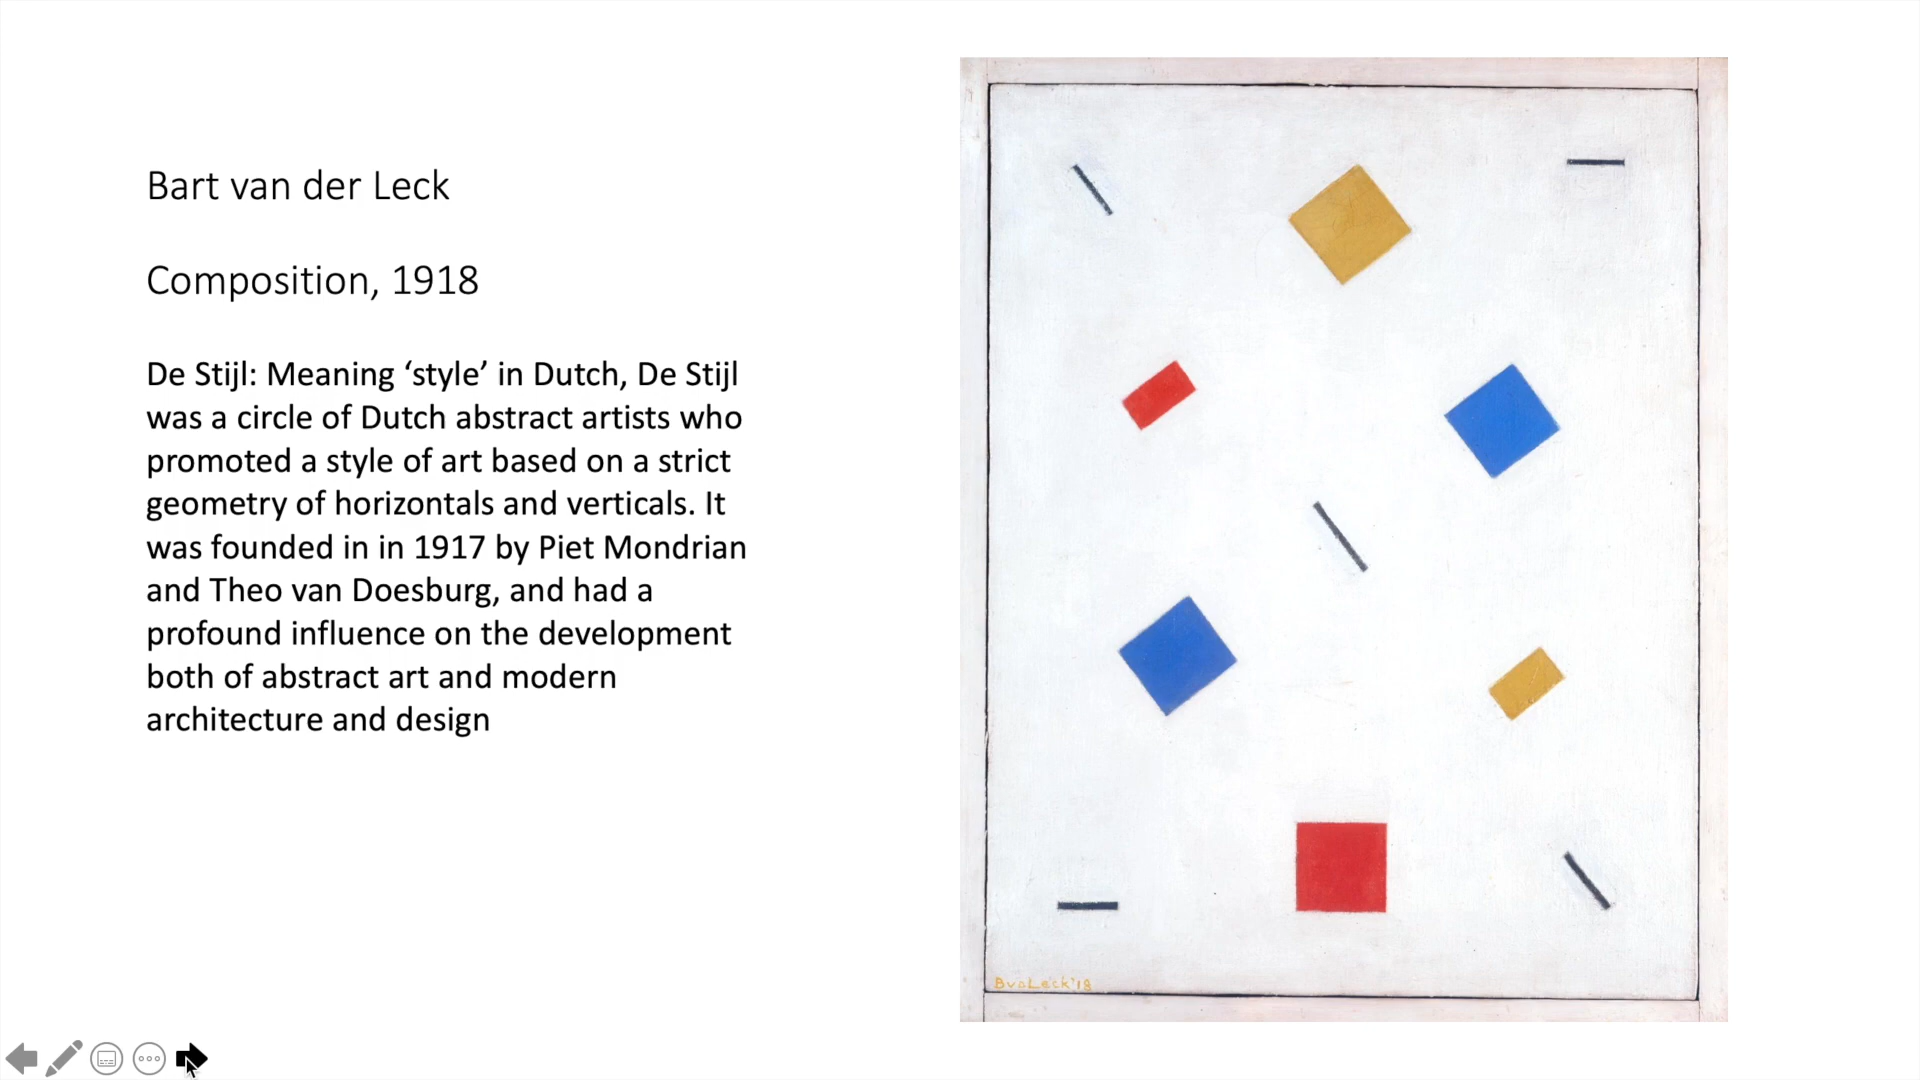 Bart van der Leck
Composition, 1918
De Stijl: Meaning ‘style’ in Dutch, De Stijl
was a circle of Dutch abstract artists who
promoted a style of art based on a strict
geometry of horizontals and verticals. It
was founded in in 1917 by Piet Mondrian
and Theo van Doesburg, and had a
profound influence on the development
both of abstract art and modern
architecture and design
BvdLeck'18